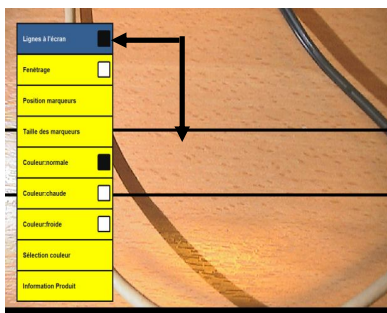 Lignes à l'écran
Fenêtrage
Position marqueurs
Taille des marqueurs
Couleur:normale
Couleur:chaude
Couleur:froide
Sélection couleur
Information Produit